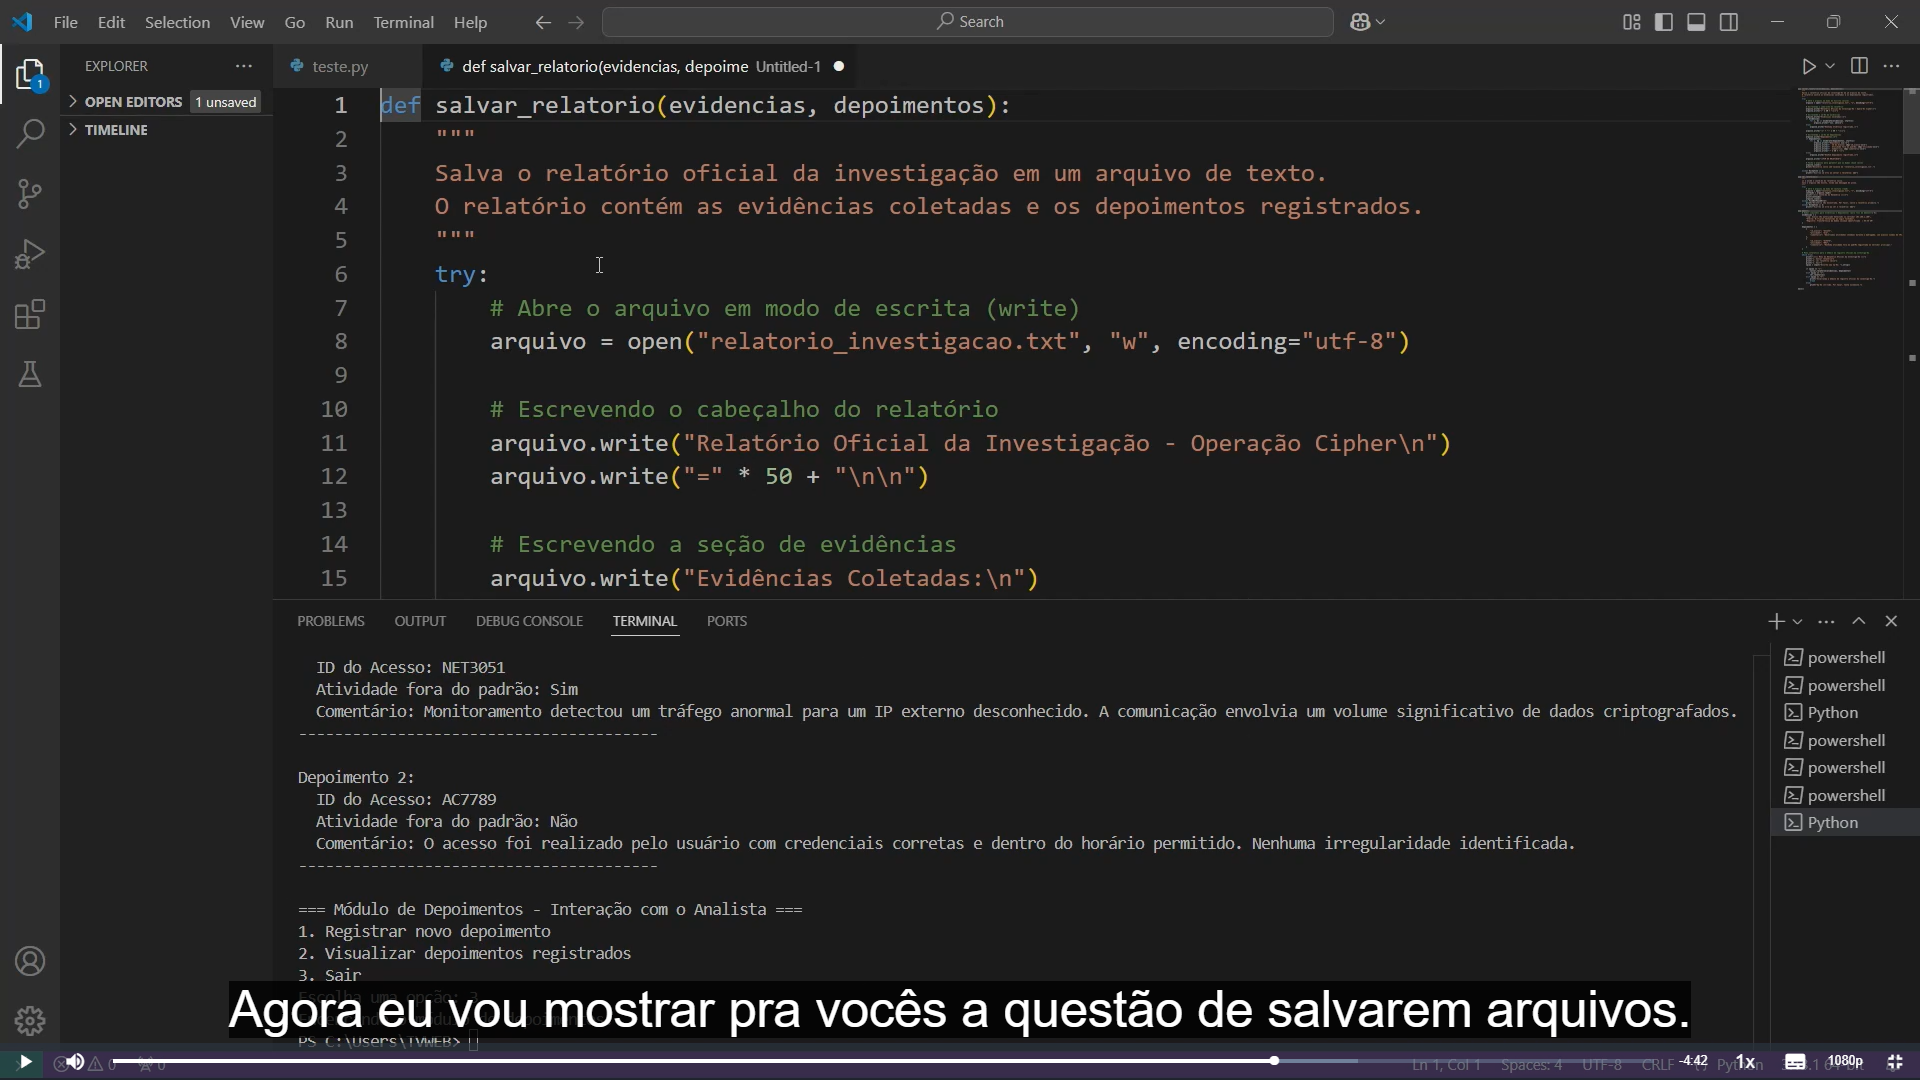 File Edit Selection View Go Run Terminal Help
Search
EXPLORER
teste.py
def salvar_relatorio(evidencias, depoime Untitled-1
OPEN EDITORS 1 unsaved
TIMELINE
1
1 def salvar_relatorio(evidencias, depoimentos):
2 """
3 Salva o relatório oficial da investigação em um arquivo de texto.
4 O relatório contém as evidências coletadas e os depoimentos registrados.
5 """
6 try:
7 # Abre o arquivo em modo de escrita (write)
8 arquivo = open("relatorio_investigacao.txt", "w", encoding="utf-8")
9
10 # Escrevendo o cabeçalho do relatório
11 arquivo.write("Relatório Oficial da Investigação - Operação Cipher\n")
12 arquivo.write("=" * 50 + "\n\n")
13
14 # Escrevendo a seção de evidências
15 arquivo.write("Evidências Coletadas:\n")
PROBLEMS OUTPUT DEBUG CONSOLE TERMINAL PORTS
ID do Acesso: NET3051
Atividade fora do padrão: Sim
Comentário: Monitoramento detectou um tráfego anormal para um IP externo desconhecido. A comunicação envolvia um volume significativo de dados criptografados.
----------------------------------------
Depoimento 2:
ID do Acesso: AC7789
Atividade fora do padrão: Não
Comentário: O acesso foi realizado pelo usuário com credenciais corretas e dentro do horário permitido. Nenhuma irregularidade identificada.
----------------------------------------
=== Módulo de Depoimentos - Interação com o Analista ===
1. Registrar novo depoimento
2. Visualizar depoimentos registrados
3. Sair
Escolha uma opção: 3
PS C:\Users\TVWEB>
powershell
powershell
Python
powershell
powershell
powershell
Python
Agora eu vou mostrar pra vocês a questão de salvarem arquivos.
Ln 1, Col 1 Spaces: 4 UTF-8 CRLF
-4:42 1x 1080p